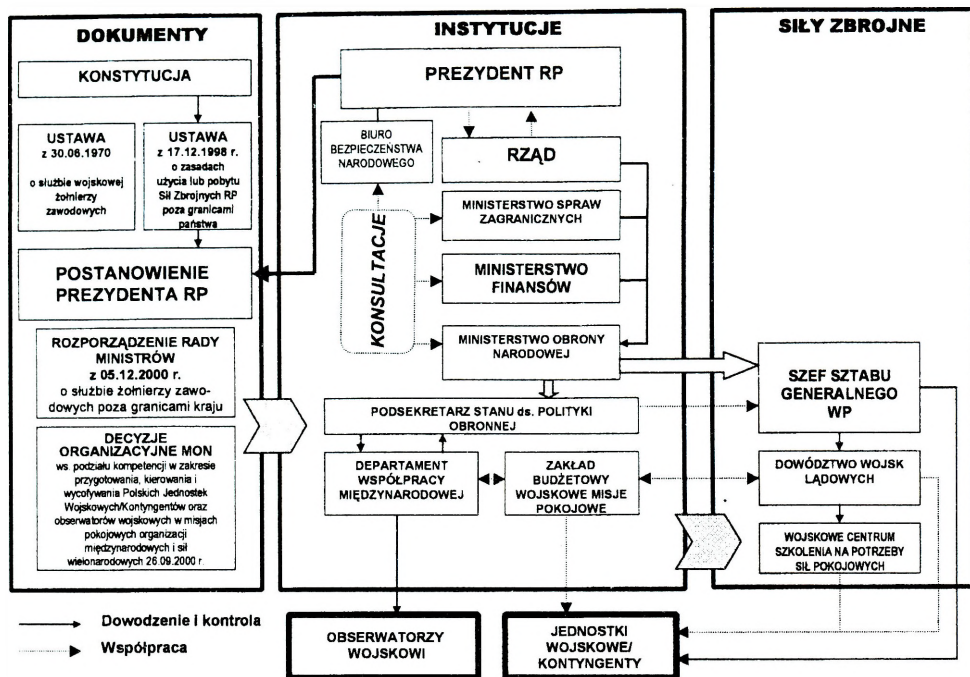 DOKUMENTY
KONSTYTUCJA
USTAWA
z 30.06.1970
o służbie wojskowej
żołnierzy
zawodowych
USTAWA
z 17.12.1998 r.
o zasadach
użycia lub pobytu
Sił Zbrojnych RP
poza granicami
państwa
POSTANOWIENIE
PREZYDENTA RP
ROZPORZĄDZENIE RADY
MINISTRÓW
z 05.12.2000 r.
o służbie żołnierzy zawo-
dowych poza granicami kraju
DECYZJE
ORGANIZACYJNE MON
ws. podziału kompetencji w zakresie
przygotowania, kierowania i
wycofywania Polskich Jednostek
Wojskowych/Kontyngentów oraz
obserwatorów wojskowych w misjach
pokojowych organizacji
międzynarodowych i sił
wielonarodowych 26.09.2000 r.
INSTYTUCJE
PREZYDENT RP
BIURO
BEZPIECZEŃSTWA
NARODOWEGO
RZĄD
KONSULTACJE
MINISTERSTWO SPRAW
ZAGRANICZNYCH
MINISTERSTWO
FINANSÓW
MINISTERSTWO OBRONY
NARODOWEJ
PODSEKRETARZ STANU ds. POLITYKI
OBRONNEJ
DEPARTAMENT
WSPÓŁPRACY
MIĘDZYNARODOWEJ
ZAKŁAD
BUDŻETOWY
WOJSKOWE MISJE
POKOJOWE
SIŁY ZBROJNE
SZEF SZTABU
GENERALNEGO
WP
DOWÓDZTWO WOJSK
LĄDOWYCH
WOJSKOWE CENTRUM
SZKOLENIA NA POTRZEBY
SIŁ POKOJOWYCH
Dowodzenie i kontrola
Współpraca
OBSERWATORZY
WOJSKOWI
JEDNOSTKI
WOJSKOWE/
KONTYNGENTY